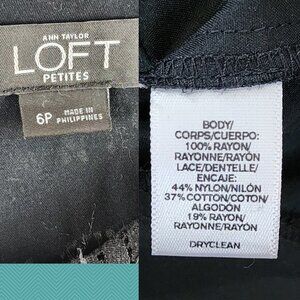 ANN TAYLOR
LOFT
PETITES
6P
MADE IN
PHILIPPINES
BODY/
CORPS/CUERPO:
100% RAYON/
RAYONNE/RAYÓN
LACE/DENTELLE/
ENCAJE:
44% NYLON/NILÓN
37% COTTON/COTON/
ALGODÓN
19% RAYON/
RAYONNE/RAYÓN
DRYCLEAN